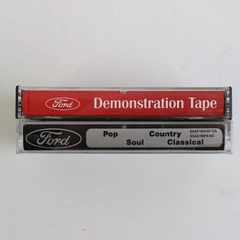 Ford Demonstration Tape
Ford Pop Country
Soul Classical